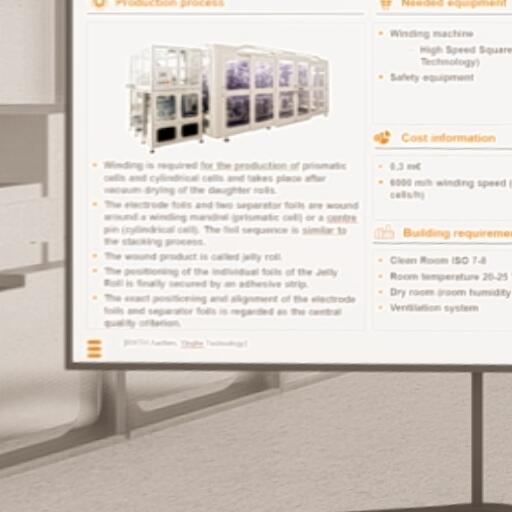 Production process
Winding is required for the production of prismatic
cells and cylindrical cells and takes place after
vacuum drying of the daughter rolls.
The electrode foils and two separator foils are wound
around a winding mandrel (prismatic cell) or a centre
pin (cylindrical cell). The foil sequence is similar to
the stacking process.
The wound product is called jelly roll.
The positioning of the individual foils of the Jelly
Roll is finally secured by an adhesive strip.
The exact positioning and alignment of the electrode
foils and separator foils is regarded as the central
quality criterion.
Technology]
Needed equipment
Winding machine
High Speed Square
Technology)
Safety equipment
Cost information
0,3 m€
6000 m/h winding speed (
cells/h)
Building requiremen
Clean Room ISO 7-8
Room temperature 20-25
Dry room (room humidity
Ventilation system